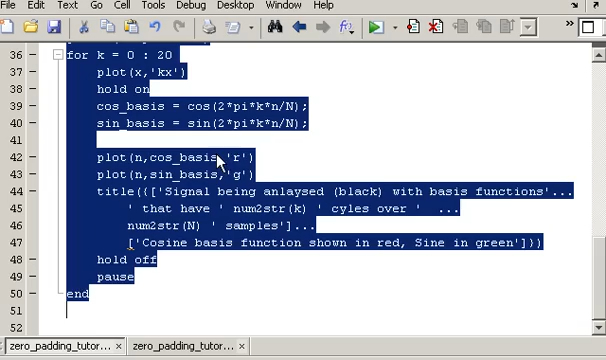 File Edit Text Go Cell Tools Debug Desktop Window Help
36 for k = 0 : 20
37 plot(x,'kx')
38 hold on
39 cos_basis = cos(2*pi*k*n/N);
40 sin_basis = sin(2*pi*k*n/N);
41
42 plot(n,cos_basis,'r')
43 plot(n,sin_basis,'g')
44 title({['Signal being anlaysed (black) with basis functions'...
45 ' that have ' num2str(k) ' cyles over ' ...
46 num2str(N) ' samples']...
47 ['Cosine basis function shown in red, Sine in green']})
48 hold off
49 pause
50 end
51
52
zero_padding_tutor... × zero_padding_tutor... ×